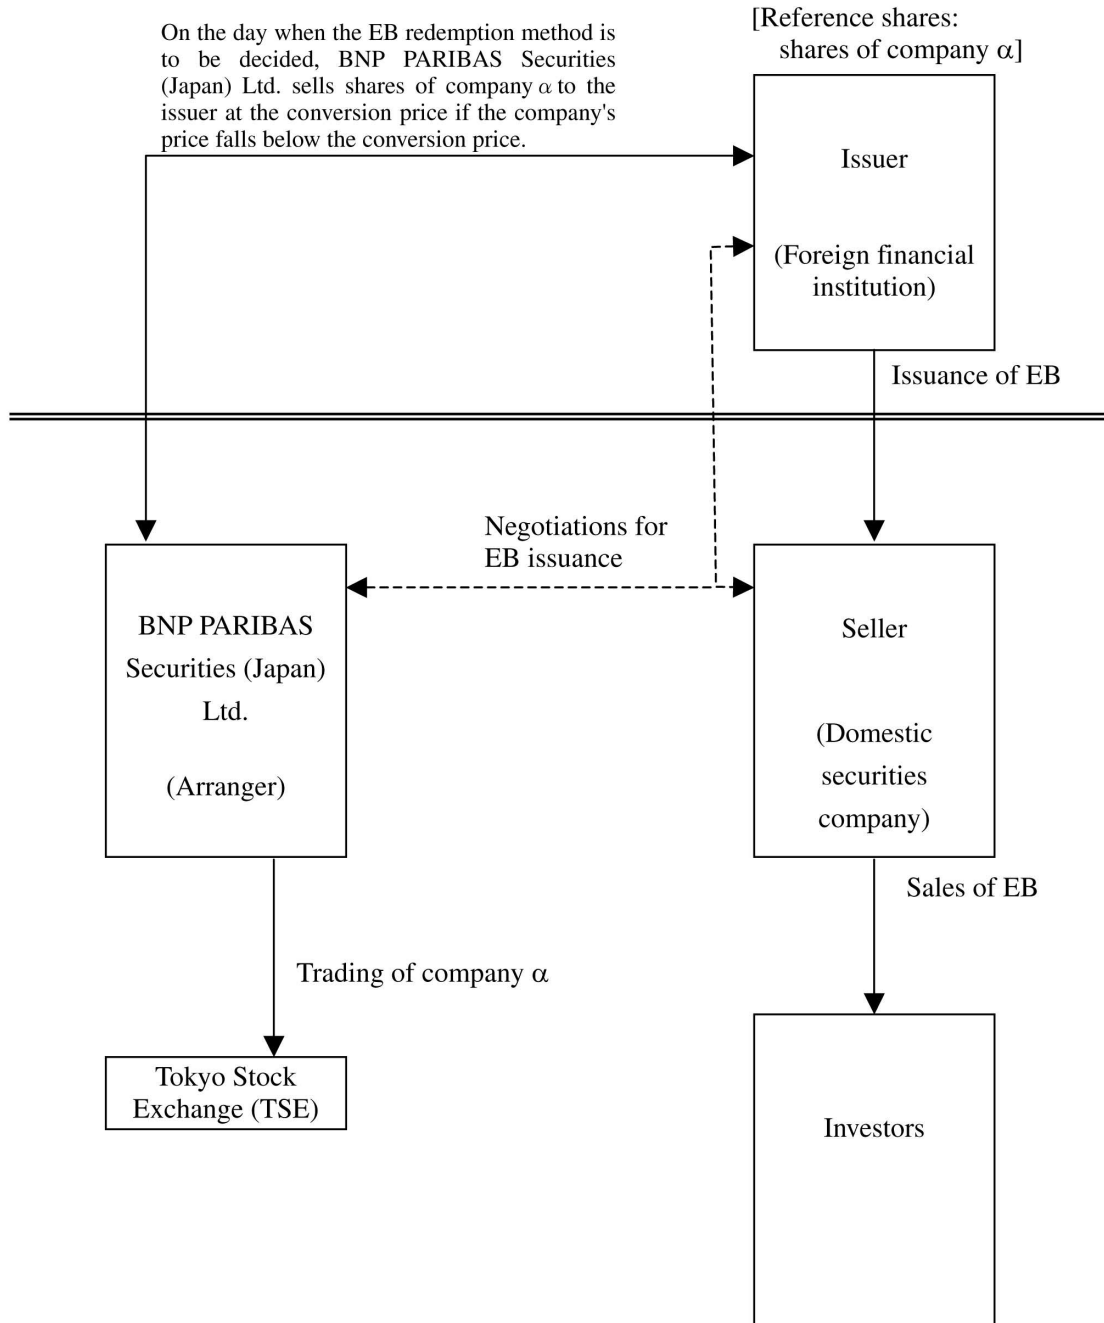 On the day when the EB redemption method is
to be decided, BNP PARIBAS Securities
(Japan) Ltd. sells shares of company α to the
issuer at the conversion price if the company's
price falls below the conversion price.
[Reference shares:
shares of company α]
Issuer
(Foreign financial
institution)
Issuance of EB
Negotiations for
EB issuance
BNP PARIBAS
Securities (Japan)
Ltd.
(Arranger)
Seller
(Domestic
securities
company)
Sales of EB
Trading of company α
Tokyo Stock
Exchange (TSE)
Investors